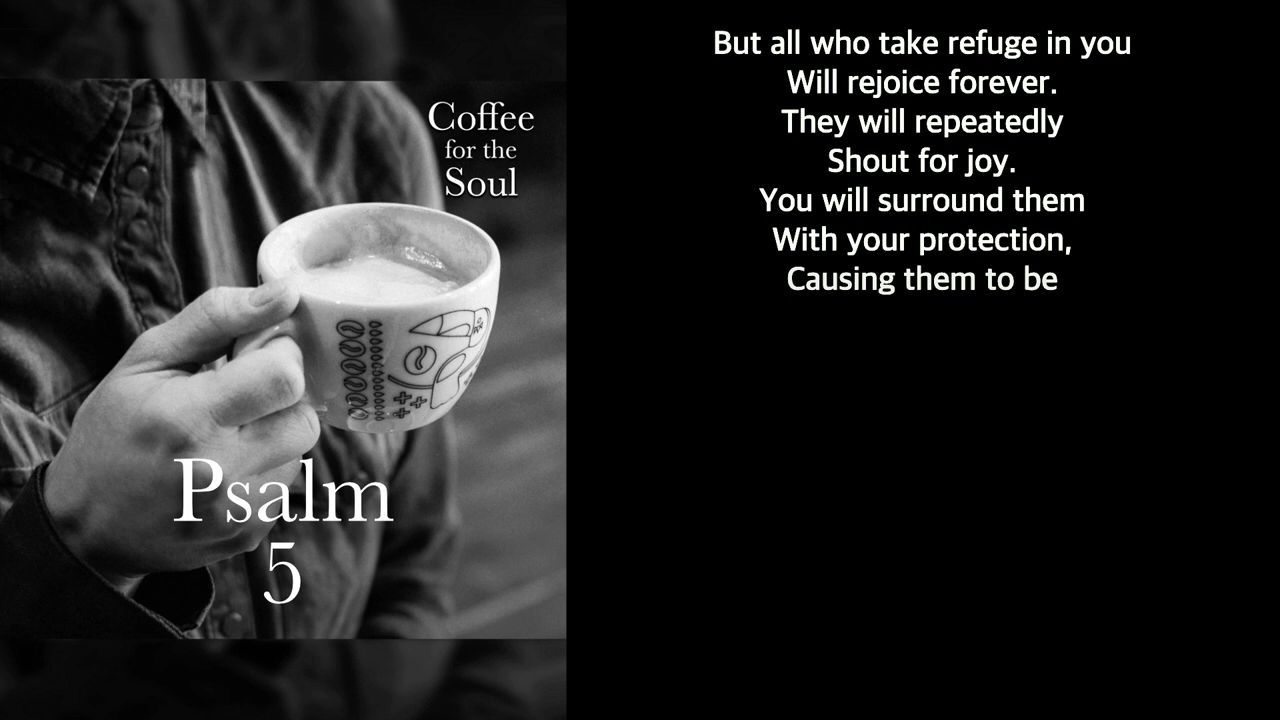 Coffee
for the
Soul
Psalm
5
But all who take refuge in you
Will rejoice forever.
They will repeatedly
Shout for joy.
You will surround them
With your protection,
Causing them to be